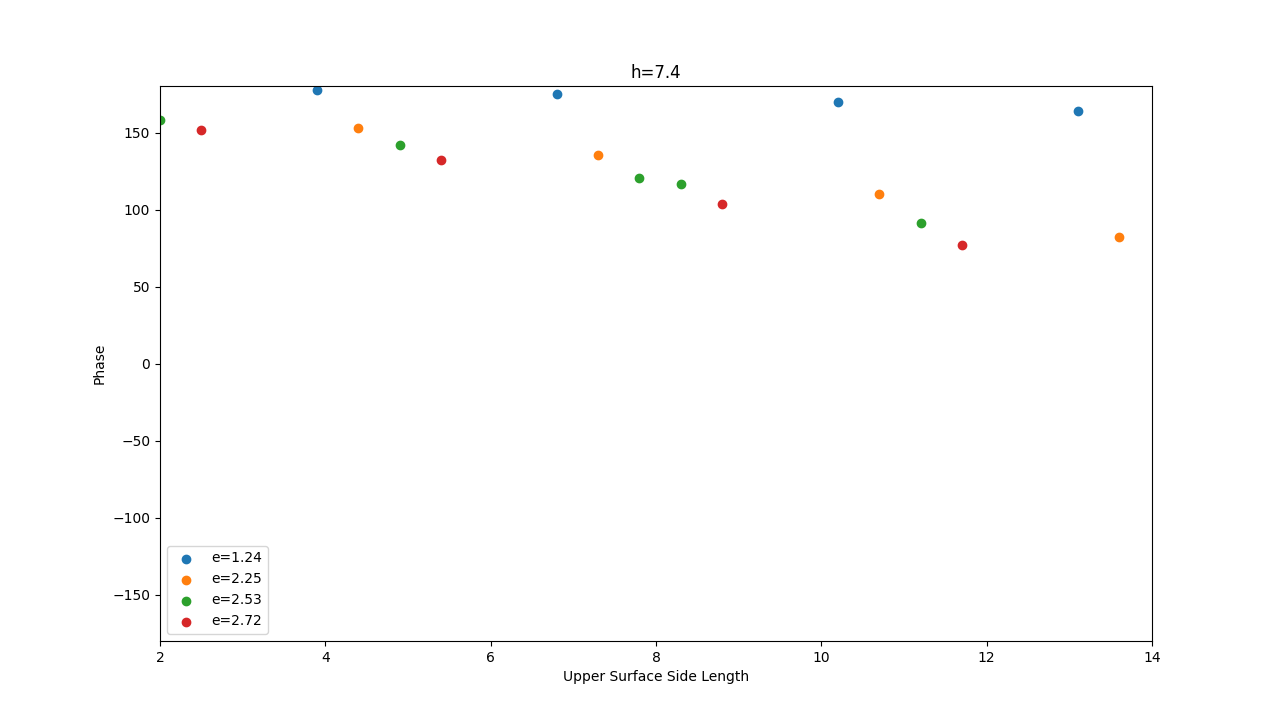 h=7.4
Phase
150
100
50
0
−50
−100
−150
e=1.24
e=2.25
e=2.53
e=2.72
2 4 6 8 10 12 14
Upper Surface Side Length